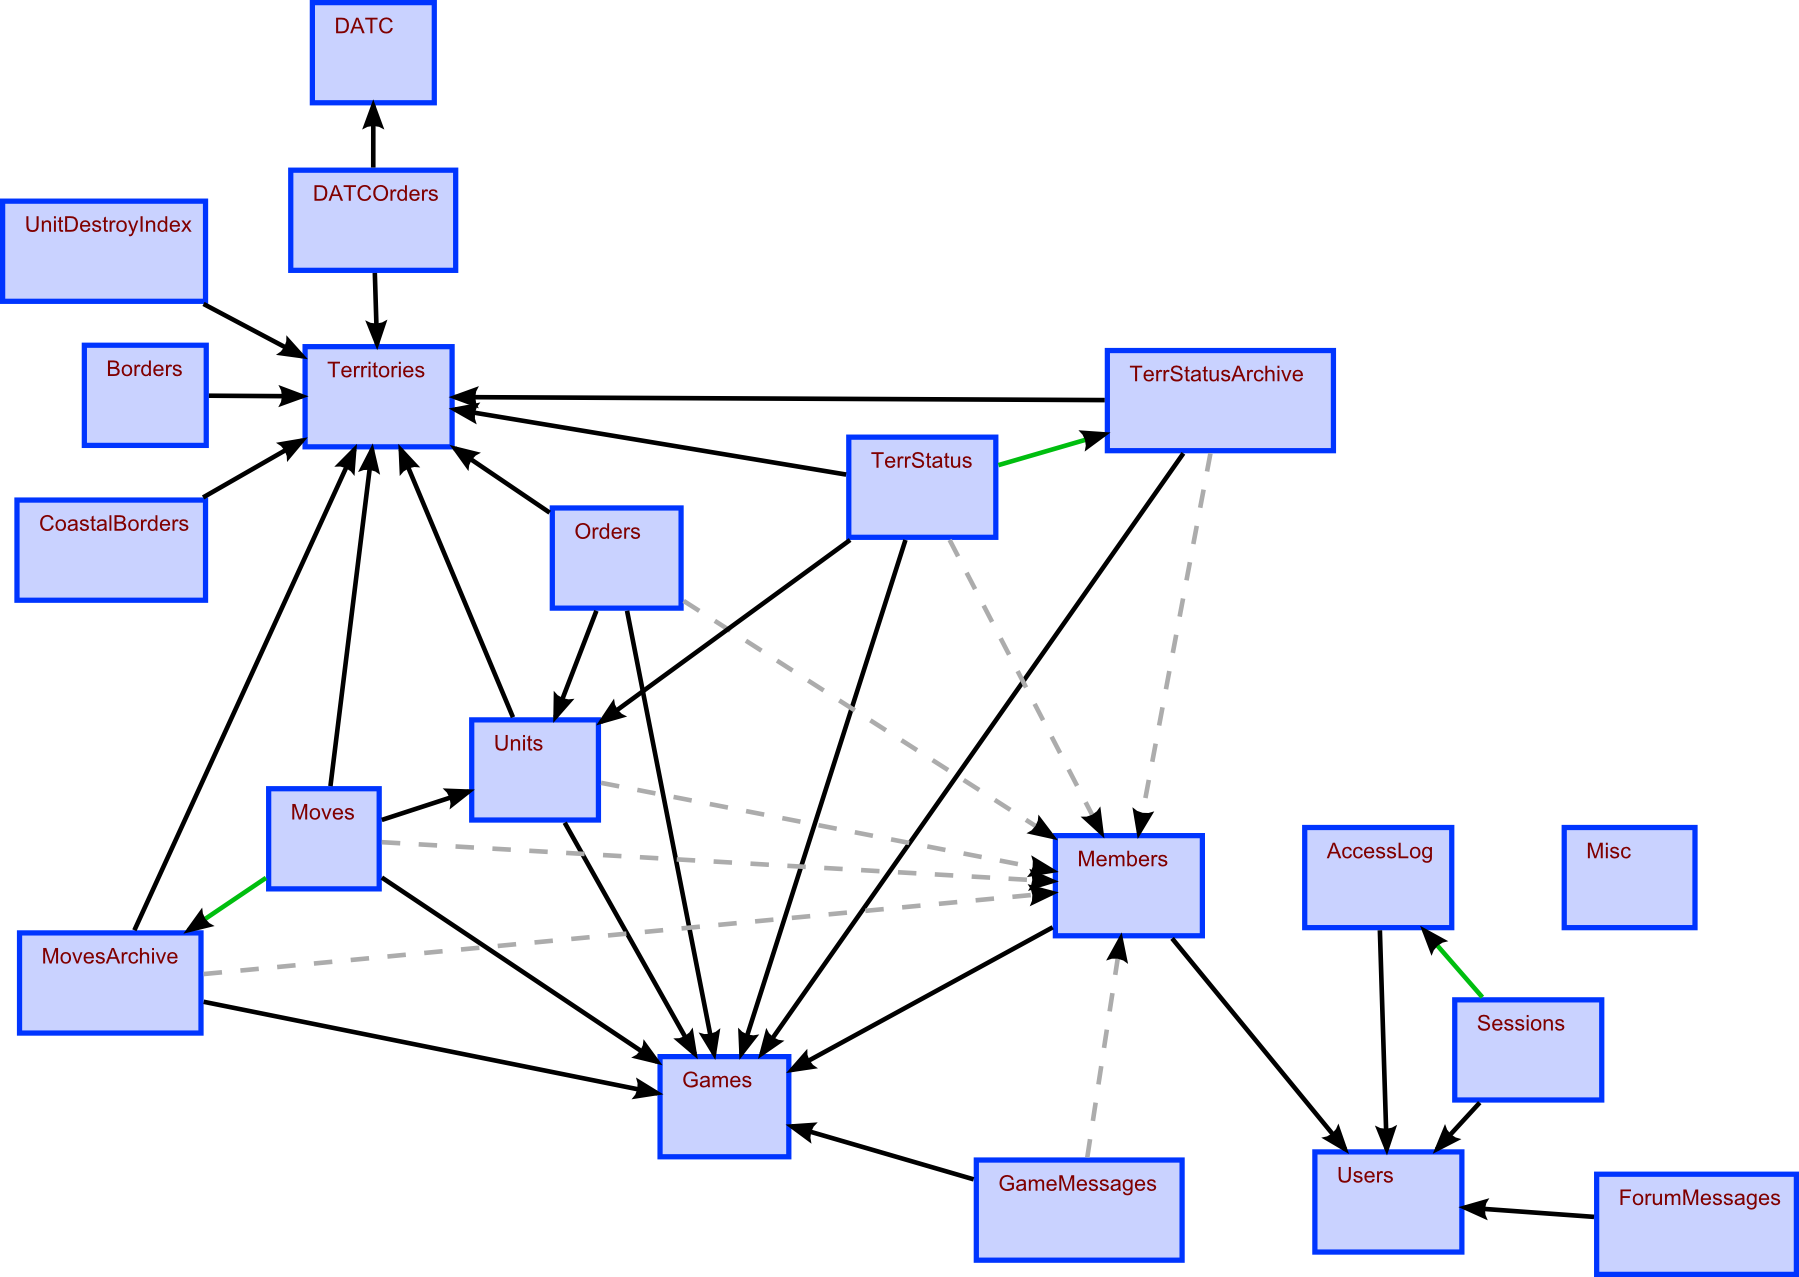 DATC
DATCOrders
UnitDestroyIndex
Borders
Territories
TerrStatusArchive
TerrStatus
CoastalBorders
Orders
Units
Moves
Members
AccessLog
Misc
MovesArchive
Sessions
Games
GameMessages
Users
ForumMessages